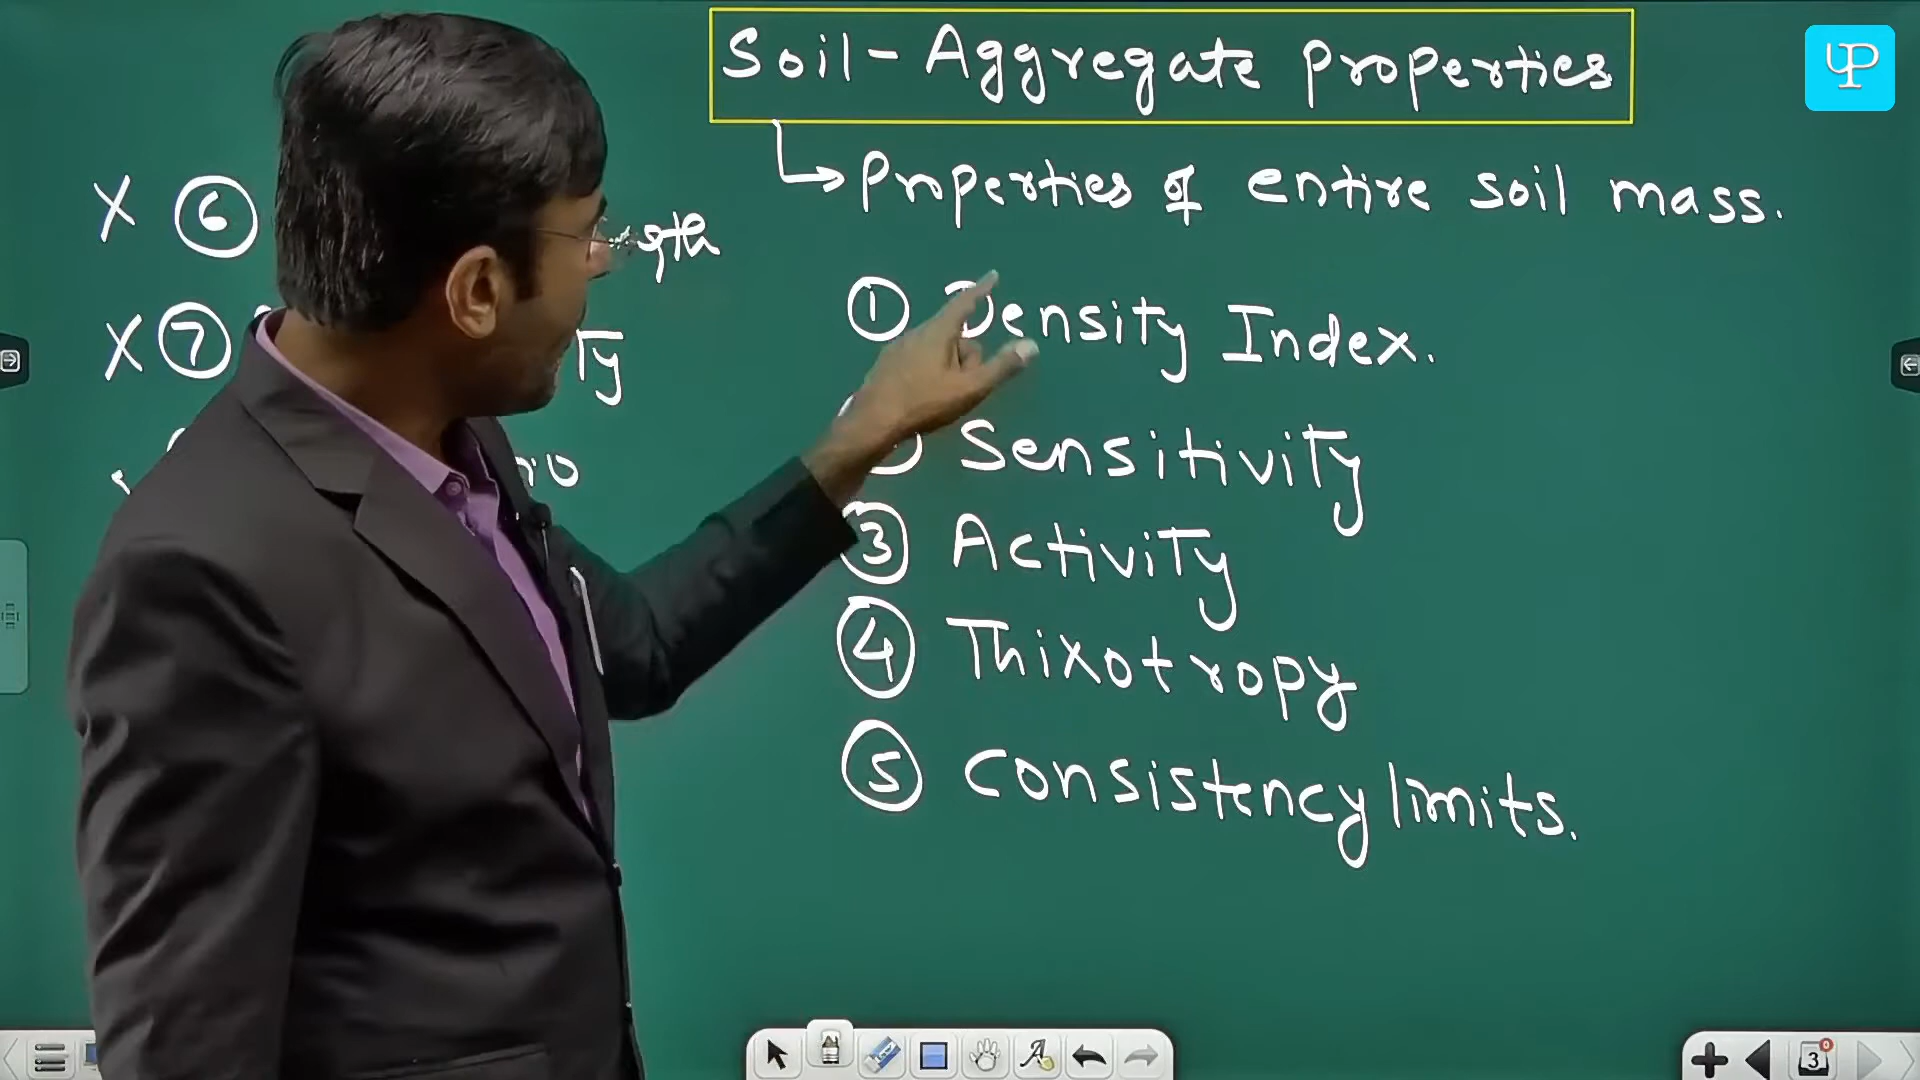 Soil-Aggregate properties
properties of entire soil mass.
X 6
X 7
1 Density Index.
Sensitivity
3 Activity
4 Thixotropy
5 consistency limits.
3